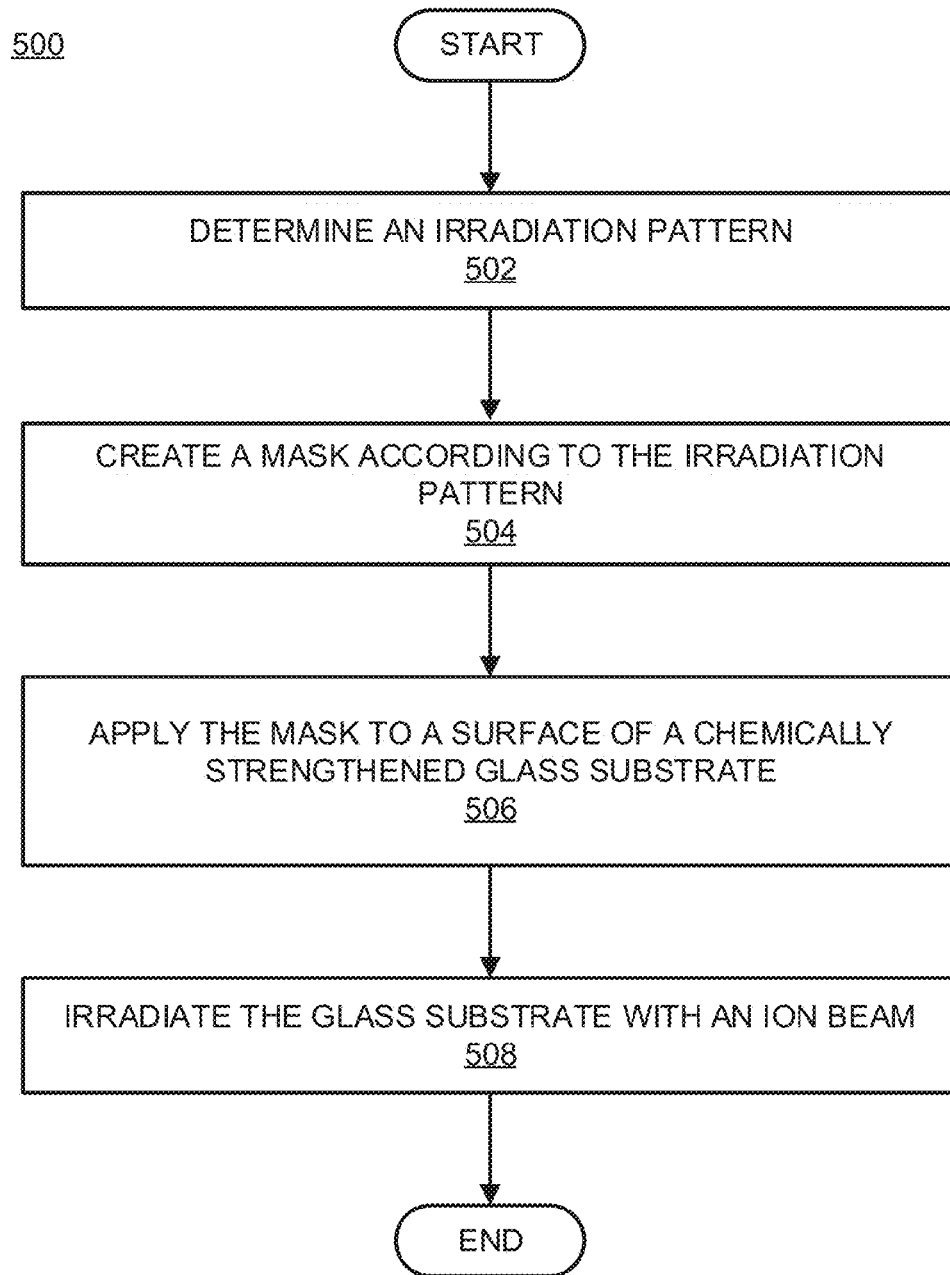 500
START
DETERMINE AN IRRADIATION PATTERN
502
CREATE A MASK ACCORDING TO THE IRRADIATION
PATTERN
504
APPLY THE MASK TO A SURFACE OF A CHEMICALLY
STRENGTHENED GLASS SUBSTRATE
506
IRRADIATE THE GLASS SUBSTRATE WITH AN ION BEAM
508
END